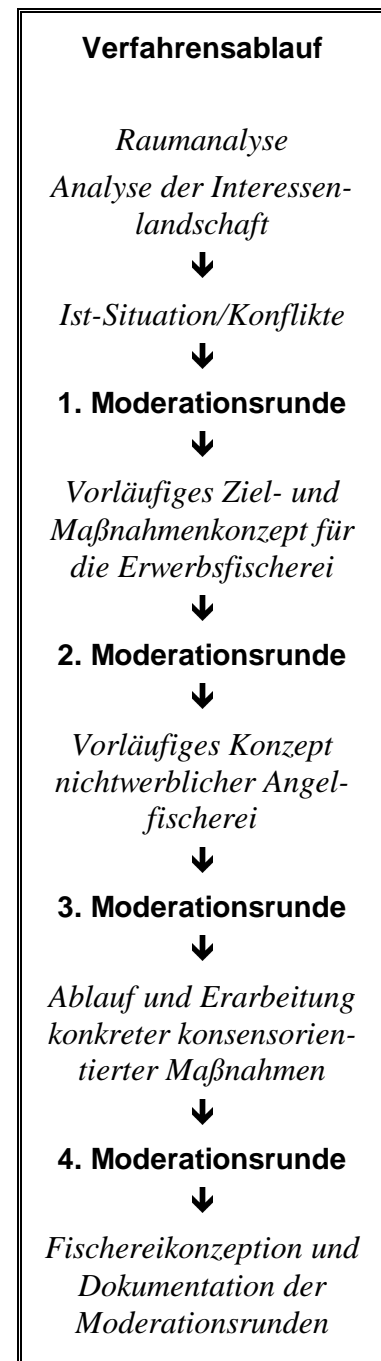 Verfahrensablauf
Raumanalyse
Analyse der Interessen-
landschaft
🡻
Ist-Situation/Konflikte
🡻
1. Moderationsrunde
🡻
Vorläufiges Ziel- und
Maßnahmenkonzept für
die Erwerbsfischerei
🡻
2. Moderationsrunde
🡻
Vorläufiges Konzept
nichtwerblicher Angel-
fischerei
🡻
3. Moderationsrunde
🡻
Ablauf und Erarbeitung
konkreter konsensorien-
tierter Maßnahmen
🡻
4. Moderationsrunde
🡻
Fischereikonzeption und
Dokumentation der
Moderationsrunden